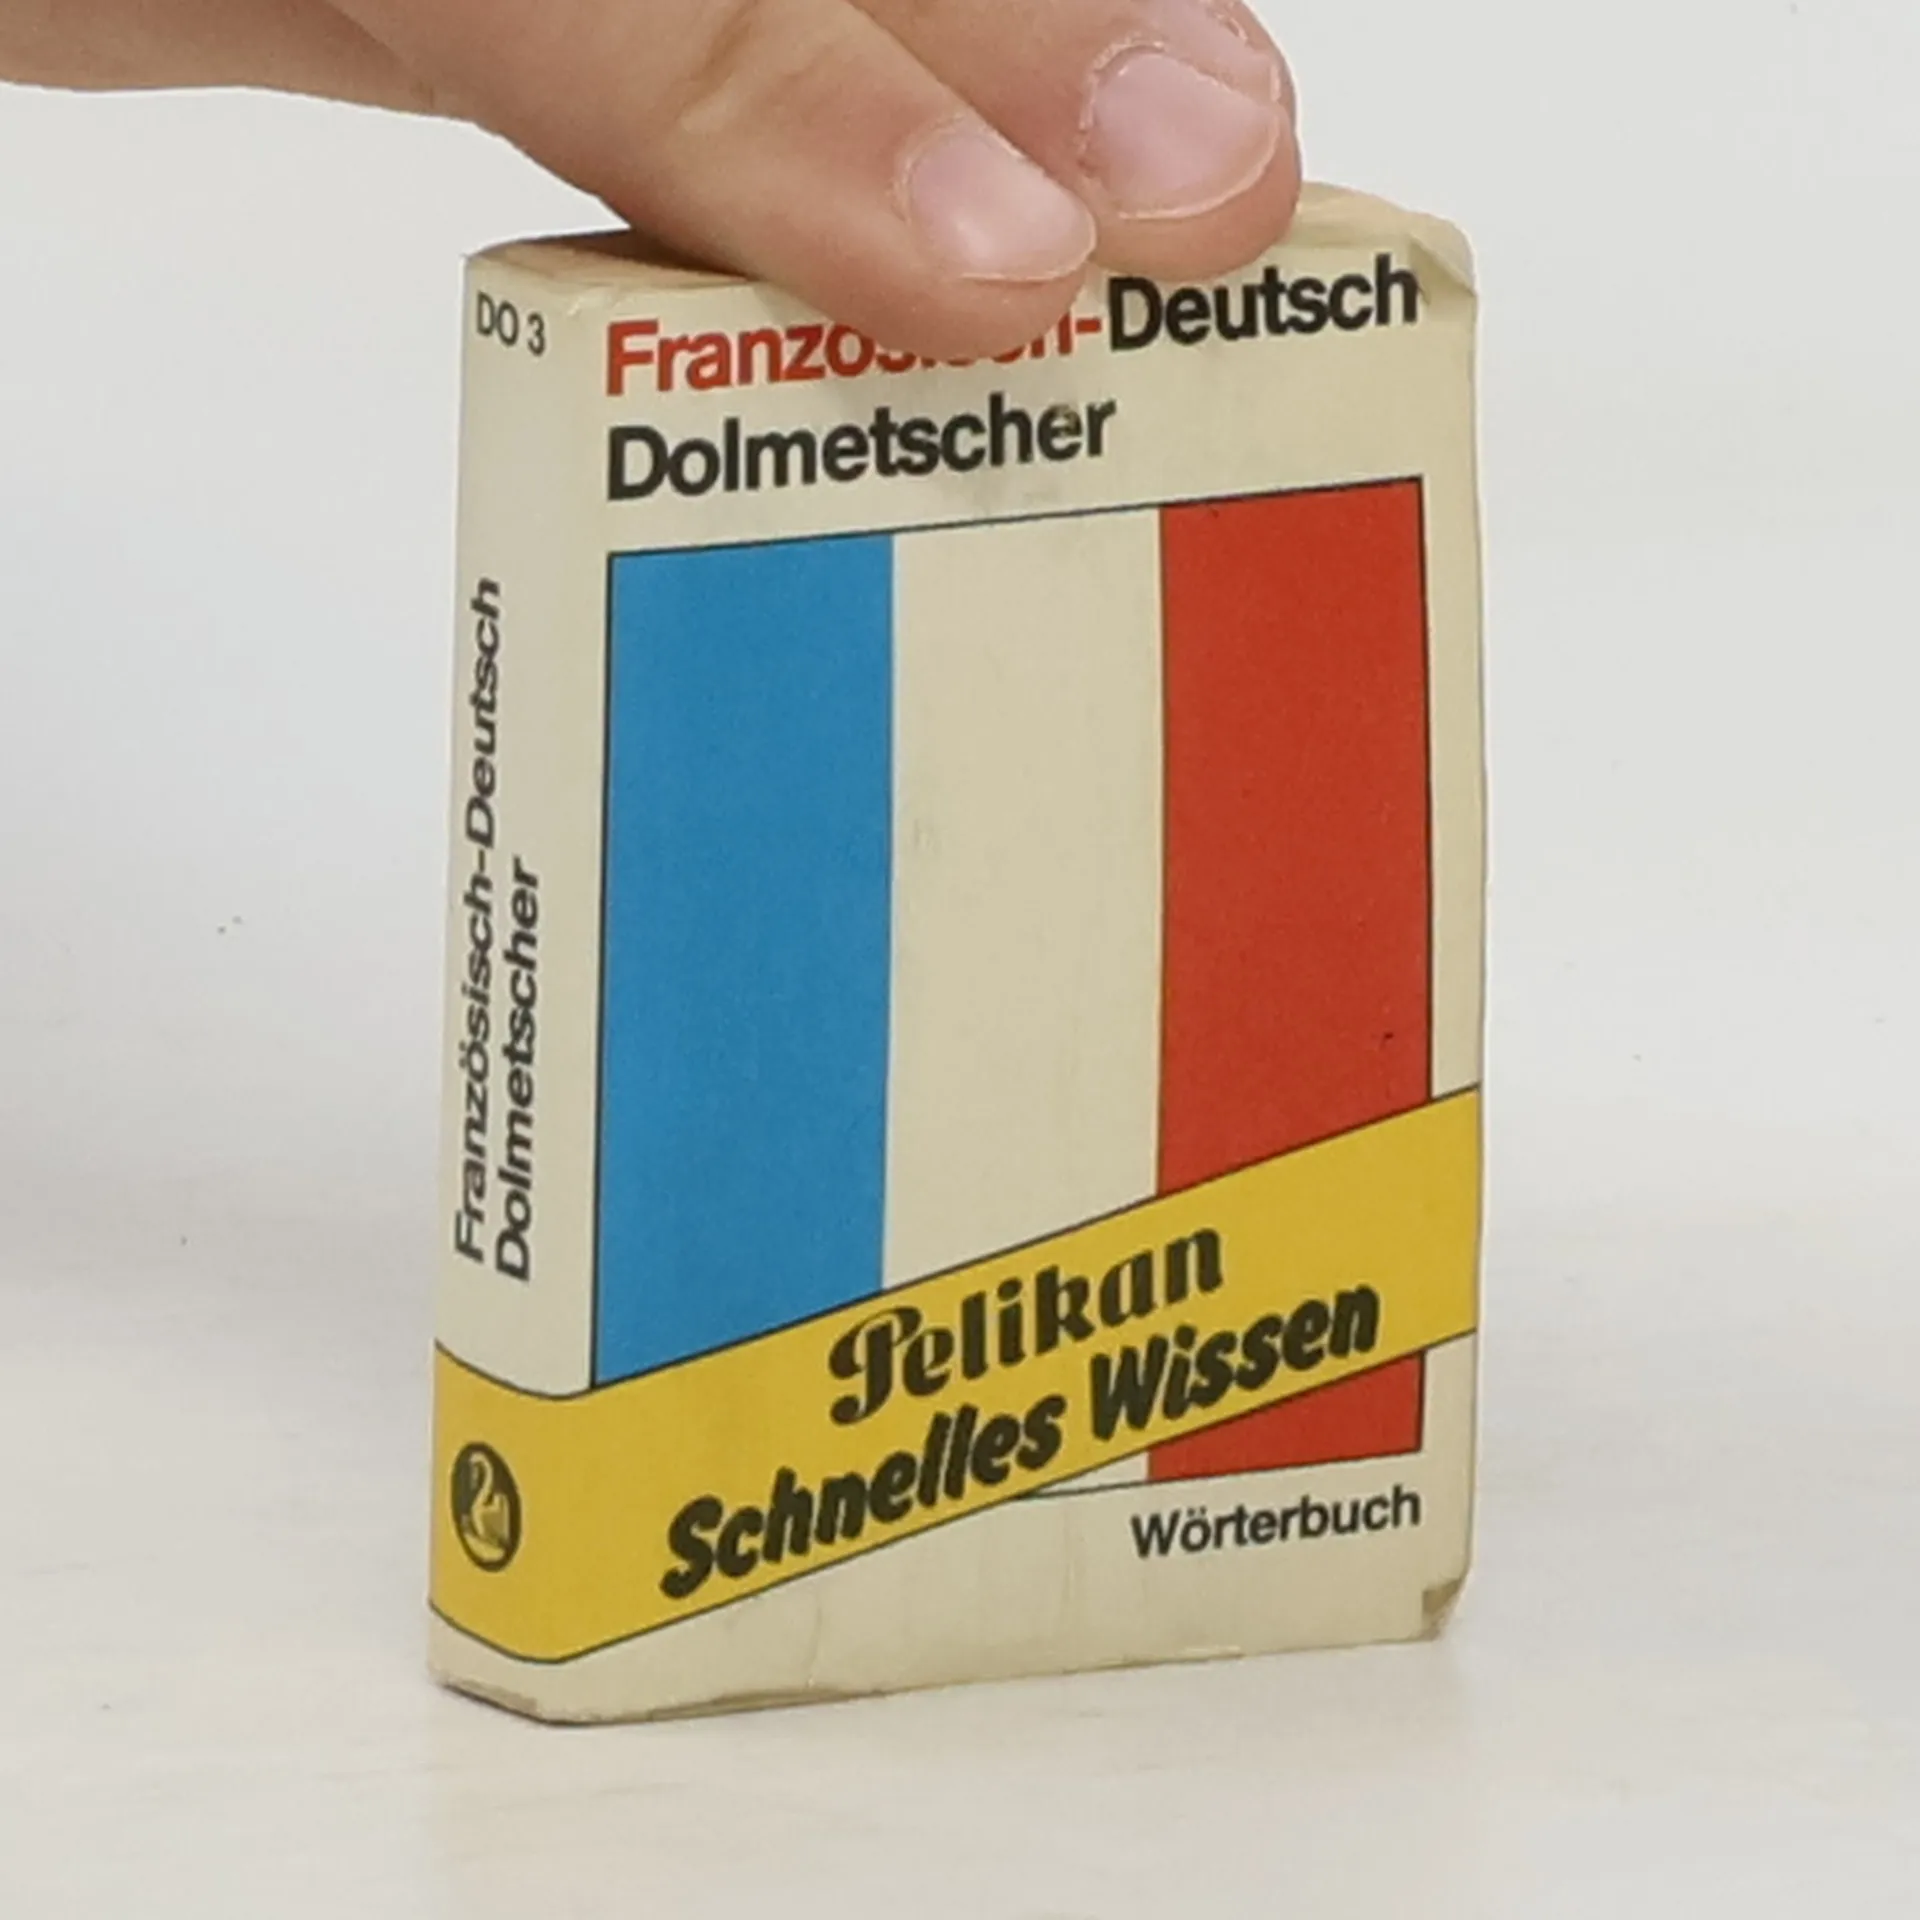 DO 3
Französisch-Deutsch
Dolmetscher
Französisch-Deutsch
Dolmetscher
Pelikan
Schnelles Wissen
Wörterbuch